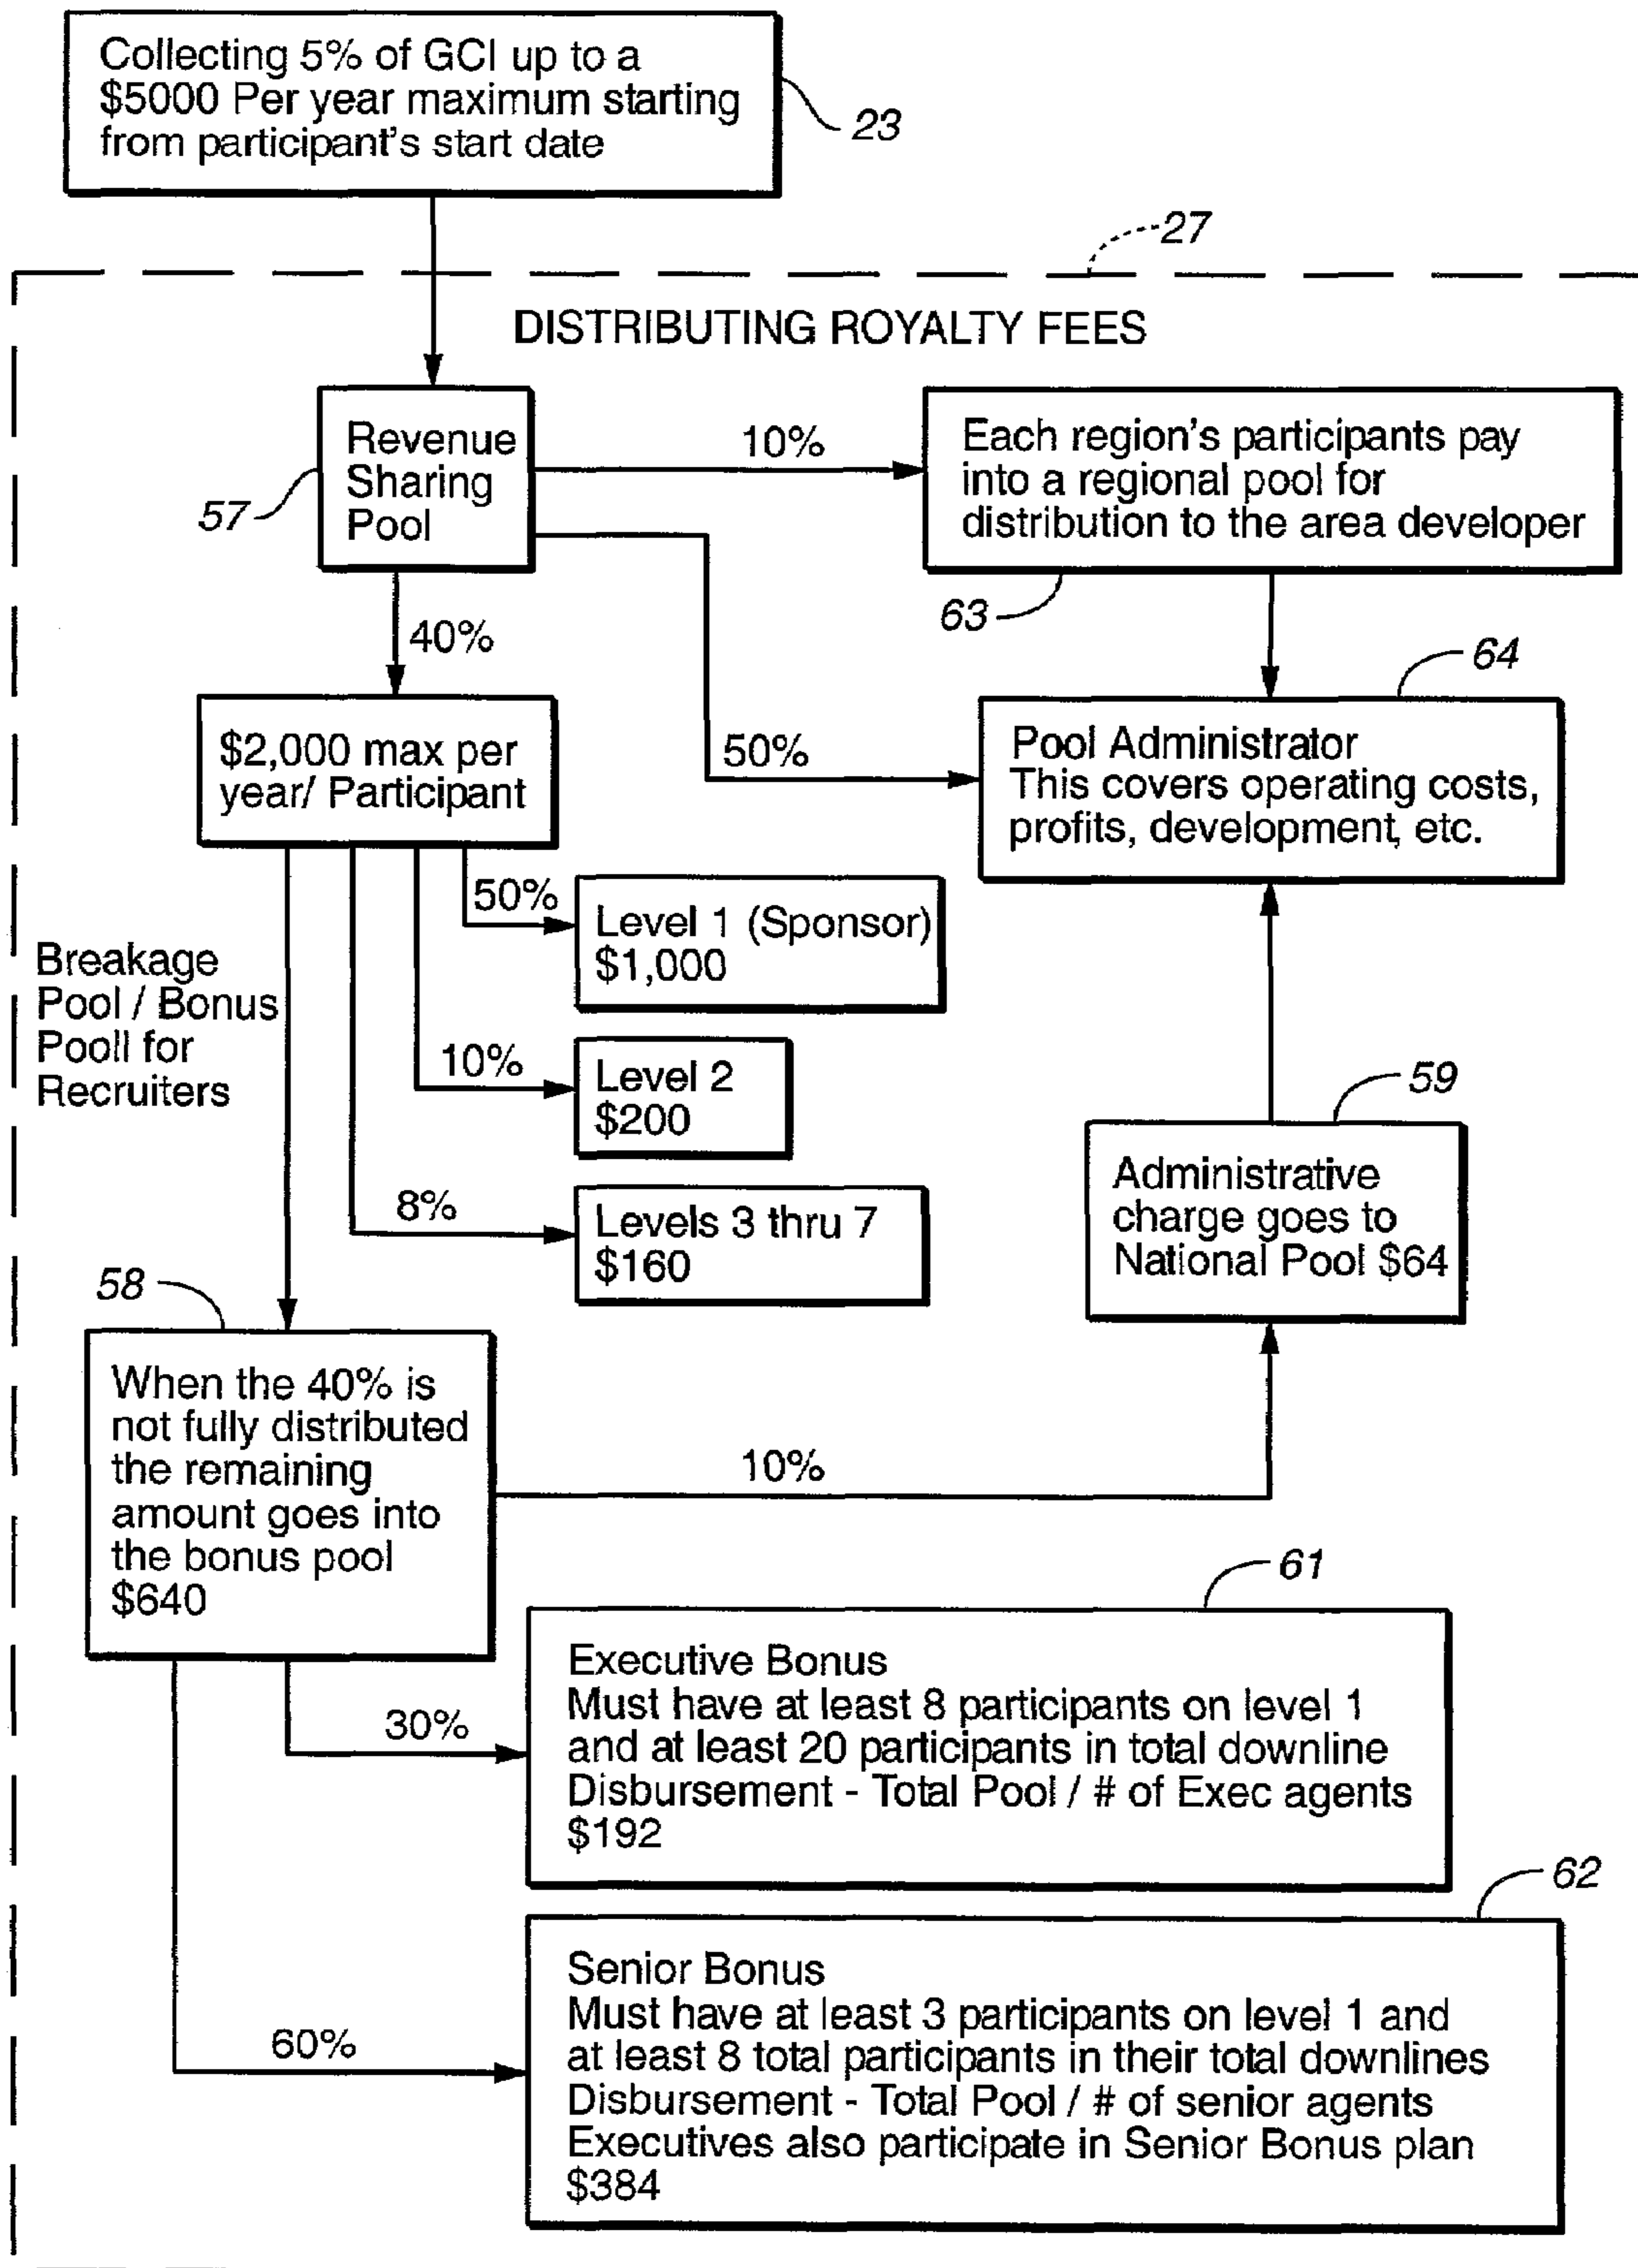 Collecting 5% of GCI up to a
$5000 Per year maximum starting
from participant's start date
23
27
DISTRIBUTING ROYALTY FEES
Revenue
Sharing
Pool
57
10%
Each region's participants pay
into a regional pool for
distribution to the area developer
63
40%
64
$2,000 max per
year/ Participant
50%
Pool Administrator
This covers operating costs,
profits, development, etc.
50%
Level 1 (Sponsor)
$1,000
Breakage
Pool / Bonus
Pooll for
Recruiters
10%
Level 2
$200
59
8%
Levels 3 thru 7
$160
Administrative
charge goes to
National Pool $64
58
When the 40% is
not fully distributed
the remaining
amount goes into
the bonus pool
$640
10%
61
30%
Executive Bonus
Must have at least 8 participants on level 1
and at least 20 participants in total downline
Disbursement - Total Pool / # of Exec agents
$192
62
60%
Senior Bonus
Must have at least 3 participants on level 1 and
at least 8 total participants in their total downlines
Disbursement - Total Pool / # of senior agents
Executives also participate in Senior Bonus plan
$384